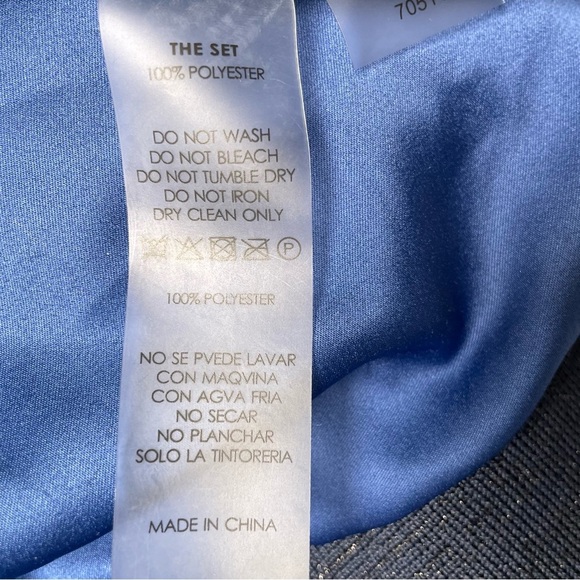 7051
THE SET
100% POLYESTER
DO NOT WASH
DO NOT BLEACH
DO NOT TUMBLE DRY
DO NOT IRON
DRY CLEAN ONLY
P
100% POLYESTER
NO SE PVEDE LAVAR
CON MAQVINA
CON AGVA FRIA
NO SECAR
NO PLANCHAR
SOLO LA TINTORERIA
MADE IN CHINA